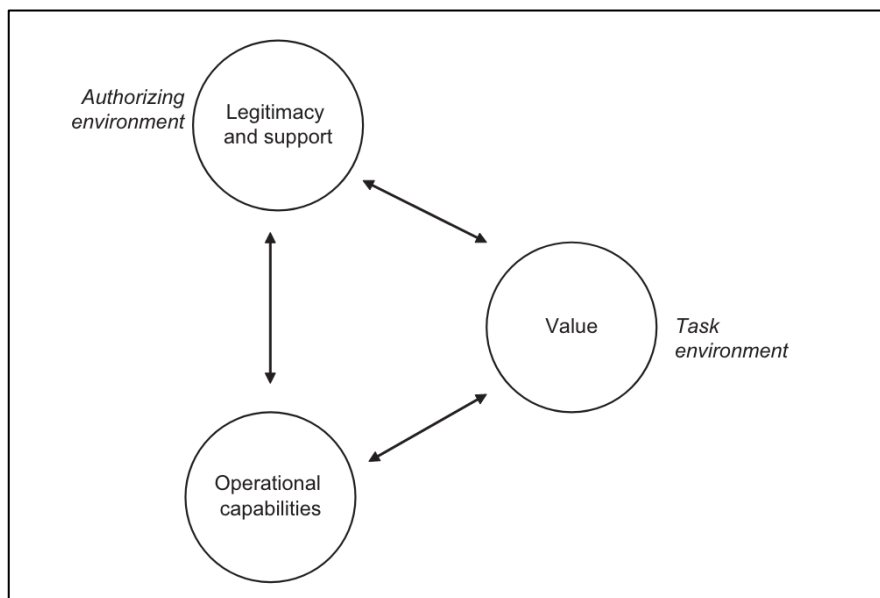 Authorizing
environment
Legitimacy
and support
Value
Task
environment
Operational
capabilities